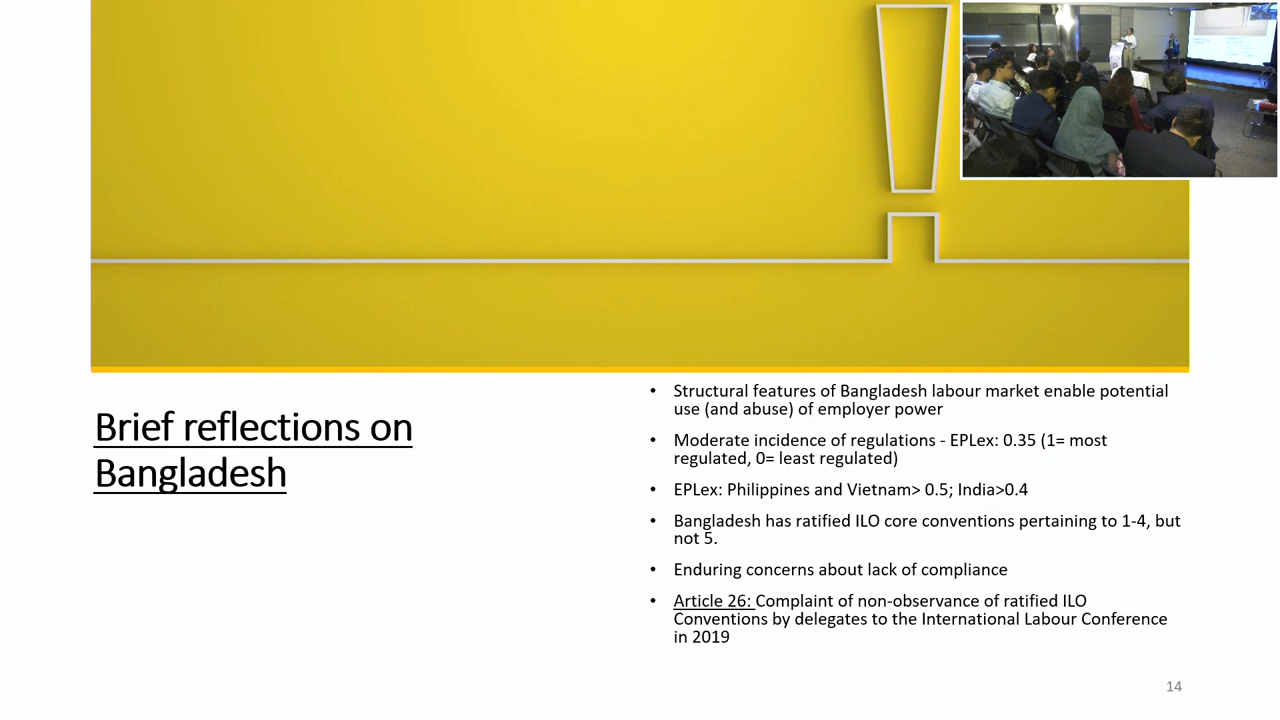 Brief reflections on
Bangladesh
• Structural features of Bangladesh labour market enable potential
use (and abuse) of employer power
• Moderate incidence of regulations - EPLex: 0.35 (1= most
regulated, 0= least regulated)
• EPLex: Philippines and Vietnam> 0.5; India>0.4
• Bangladesh has ratified ILO core conventions pertaining to 1-4, but
not 5.
• Enduring concerns about lack of compliance
• Article 26: Complaint of non-observance of ratified ILO
Conventions by delegates to the International Labour Conference
in 2019
14